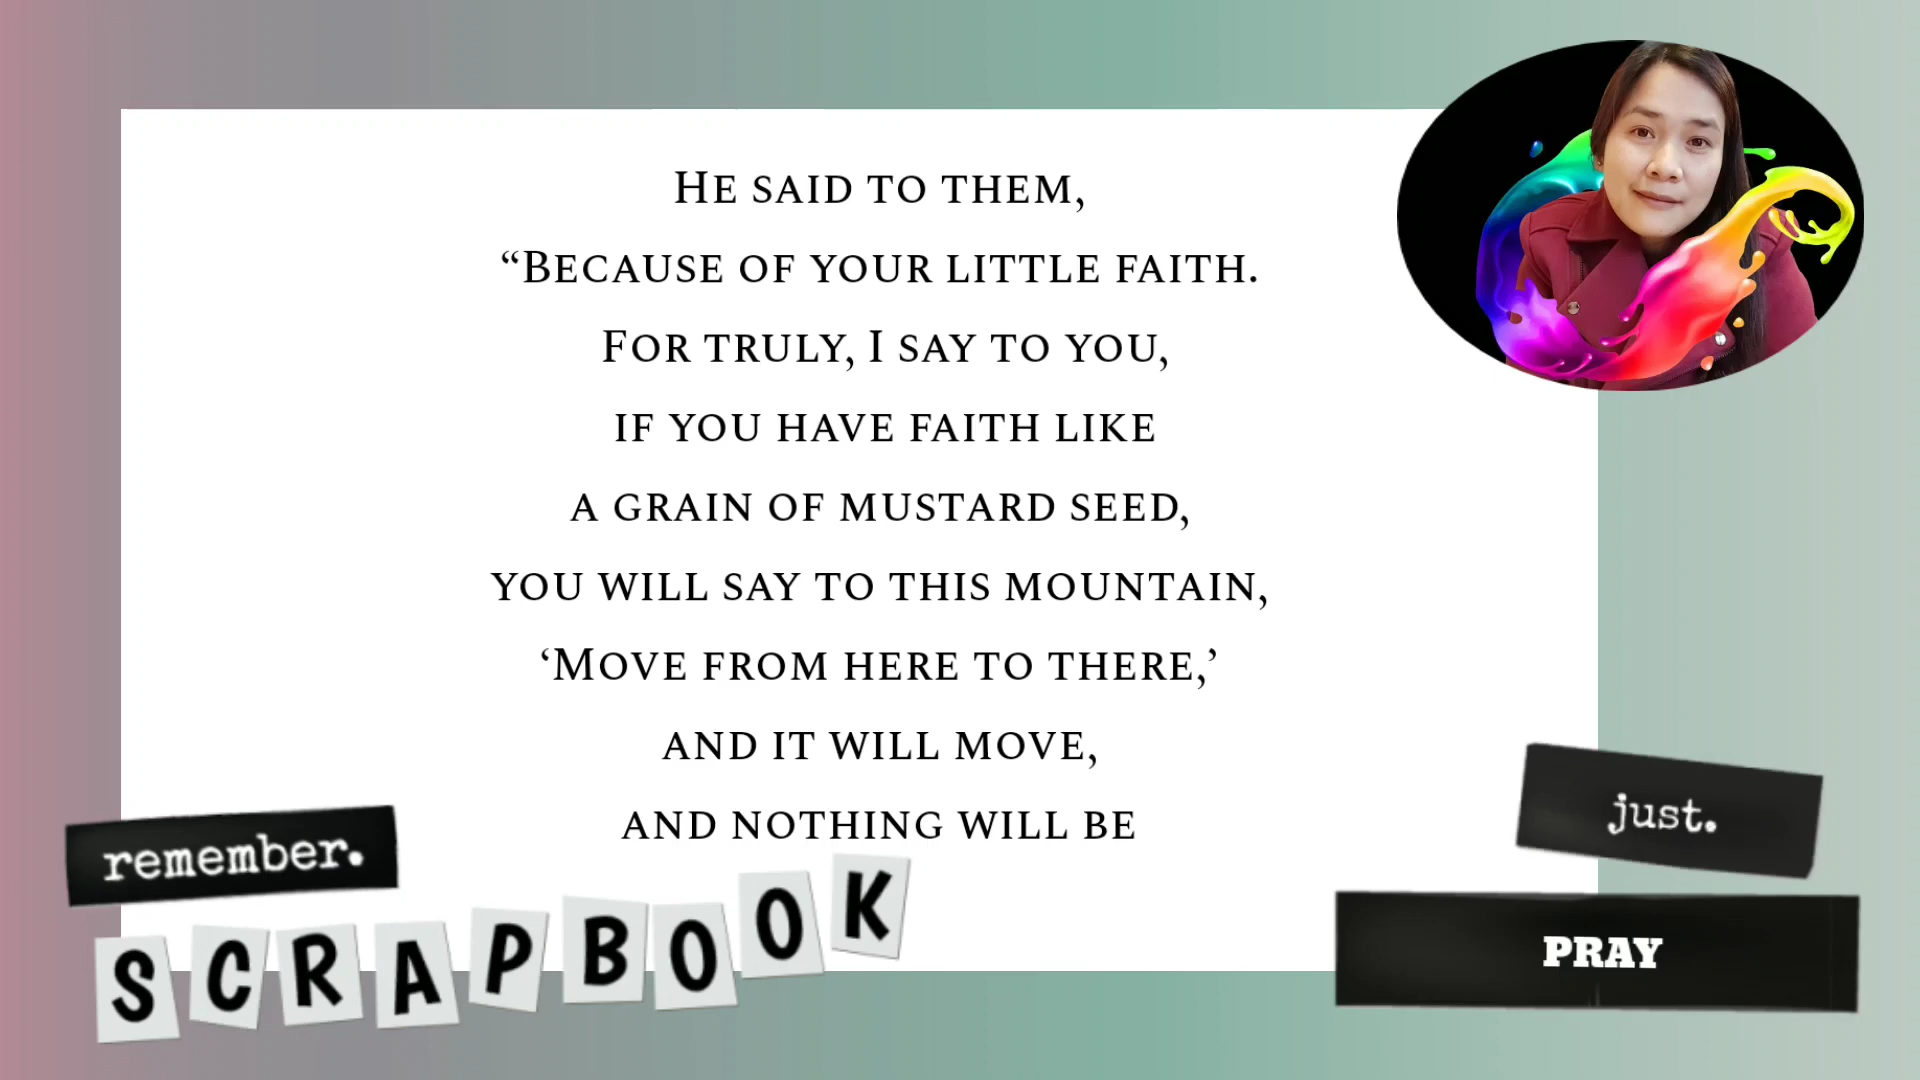 He said to them,
“Because of your little faith.
For truly, I say to you,
if you have faith like
a grain of mustard seed,
you will say to this mountain,
‘Move from here to there,’
and it will move,
and nothing will be
remember.
SCRAPBOOK
just.
PRAY